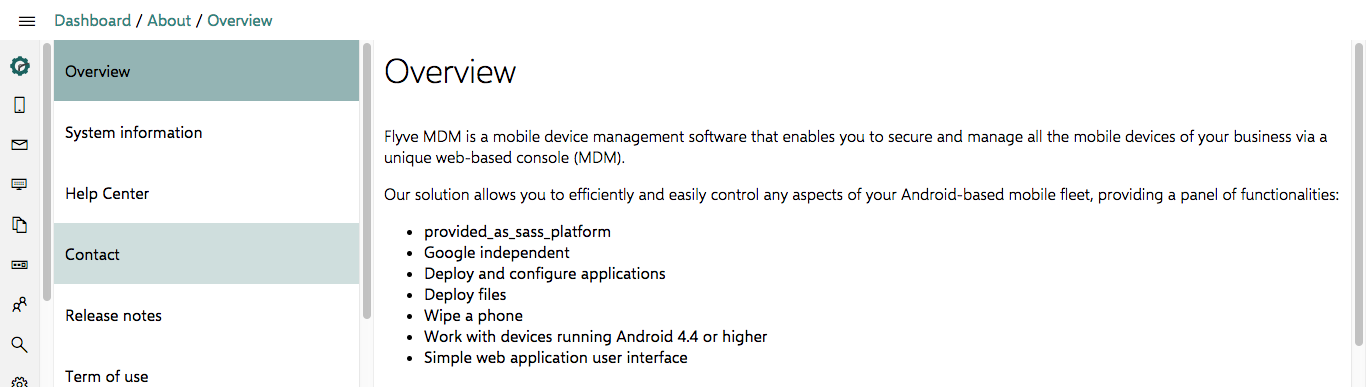 Dashboard / About / Overview
Overview
System information
Help Center
Contact
Release notes
Term of use
Overview
Flyve MDM is a mobile device management software that enables you to secure and manage all the mobile devices of your business via a
unique web-based console (MDM).
Our solution allows you to efficiently and easily control any aspects of your Android-based mobile fleet, providing a panel of functionalities:
• provided_as_sass_platform
• Google independent
• Deploy and configure applications
• Deploy files
• Wipe a phone
• Work with devices running Android 4.4 or higher
• Simple web application user interface